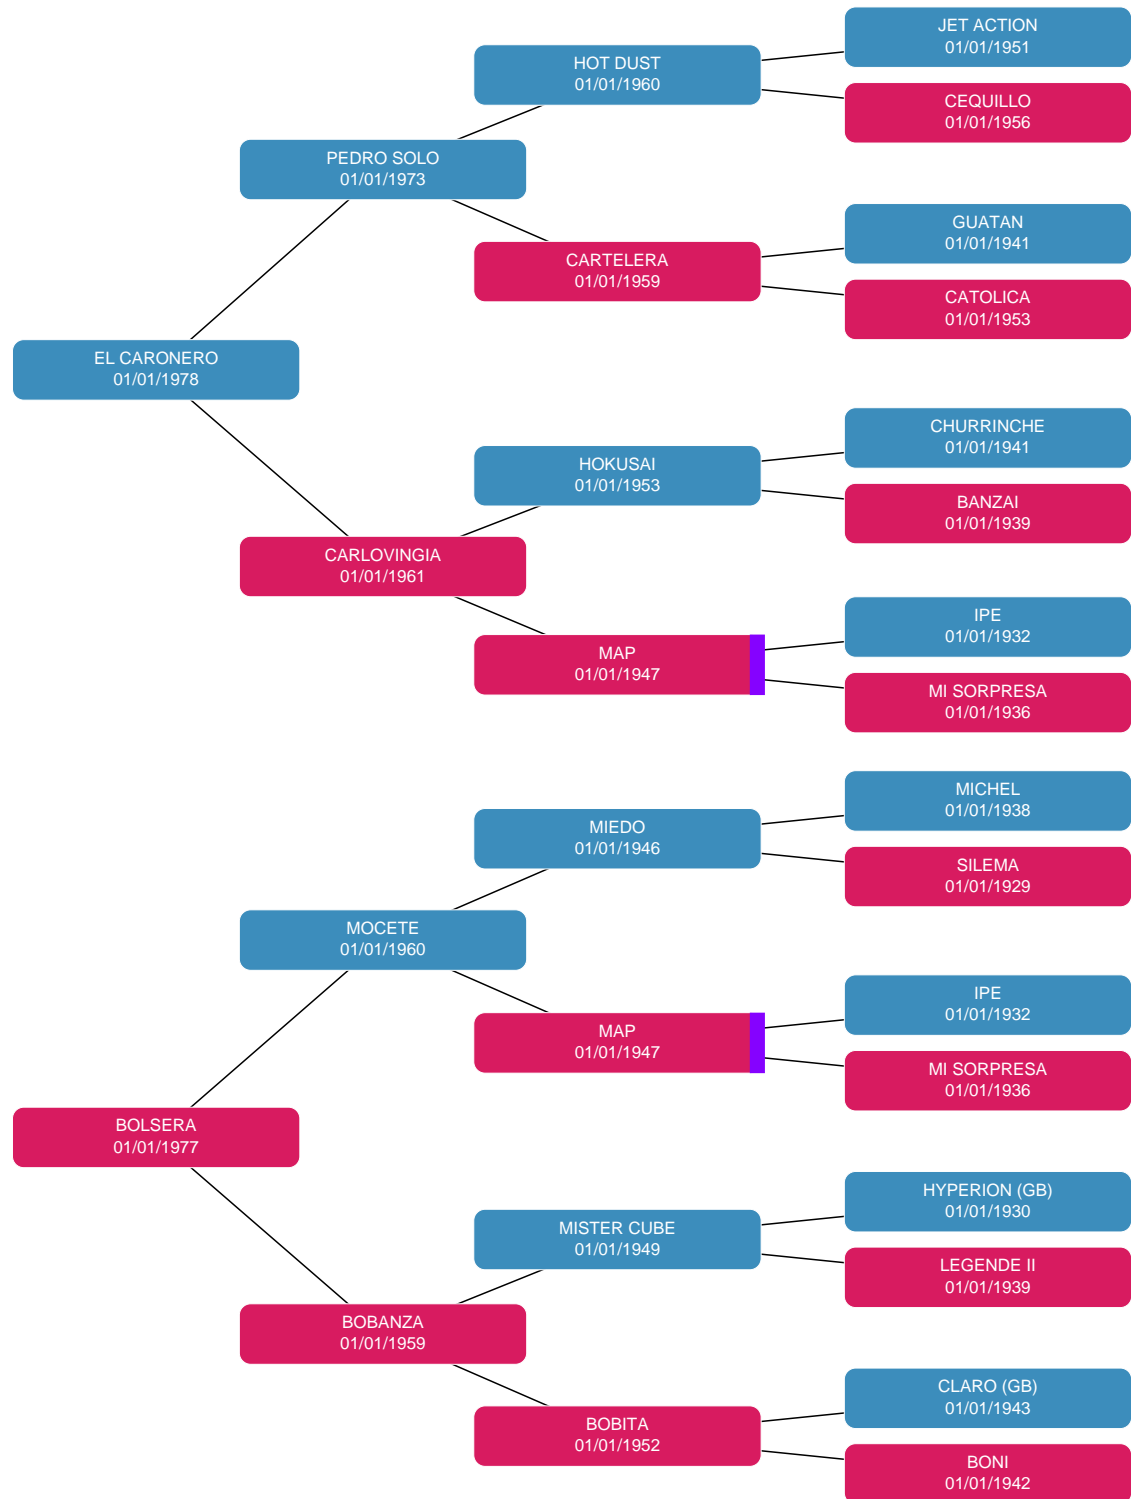 JET ACTION
01/01/1951
HOT DUST
01/01/1960
CEQUILLO
01/01/1956
PEDRO SOLO
01/01/1973
GUATAN
01/01/1941
CARTELERA
01/01/1959
CATOLICA
01/01/1953
EL CARONERO
01/01/1978
CHURRINCHE
01/01/1941
HOKUSAI
01/01/1953
BANZAI
01/01/1939
CARLOVINGIA
01/01/1961
IPE
01/01/1932
MAP
01/01/1947
MI SORPRESA
01/01/1936
MICHEL
01/01/1938
MIEDO
01/01/1946
SILEMA
01/01/1929
MOCETE
01/01/1960
IPE
01/01/1932
MAP
01/01/1947
MI SORPRESA
01/01/1936
BOLSERA
01/01/1977
HYPERION (GB)
01/01/1930
MISTER CUBE
01/01/1949
LEGENDE II
01/01/1939
BOBANZA
01/01/1959
CLARO (GB)
01/01/1943
BOBITA
01/01/1952
BONI
01/01/1942